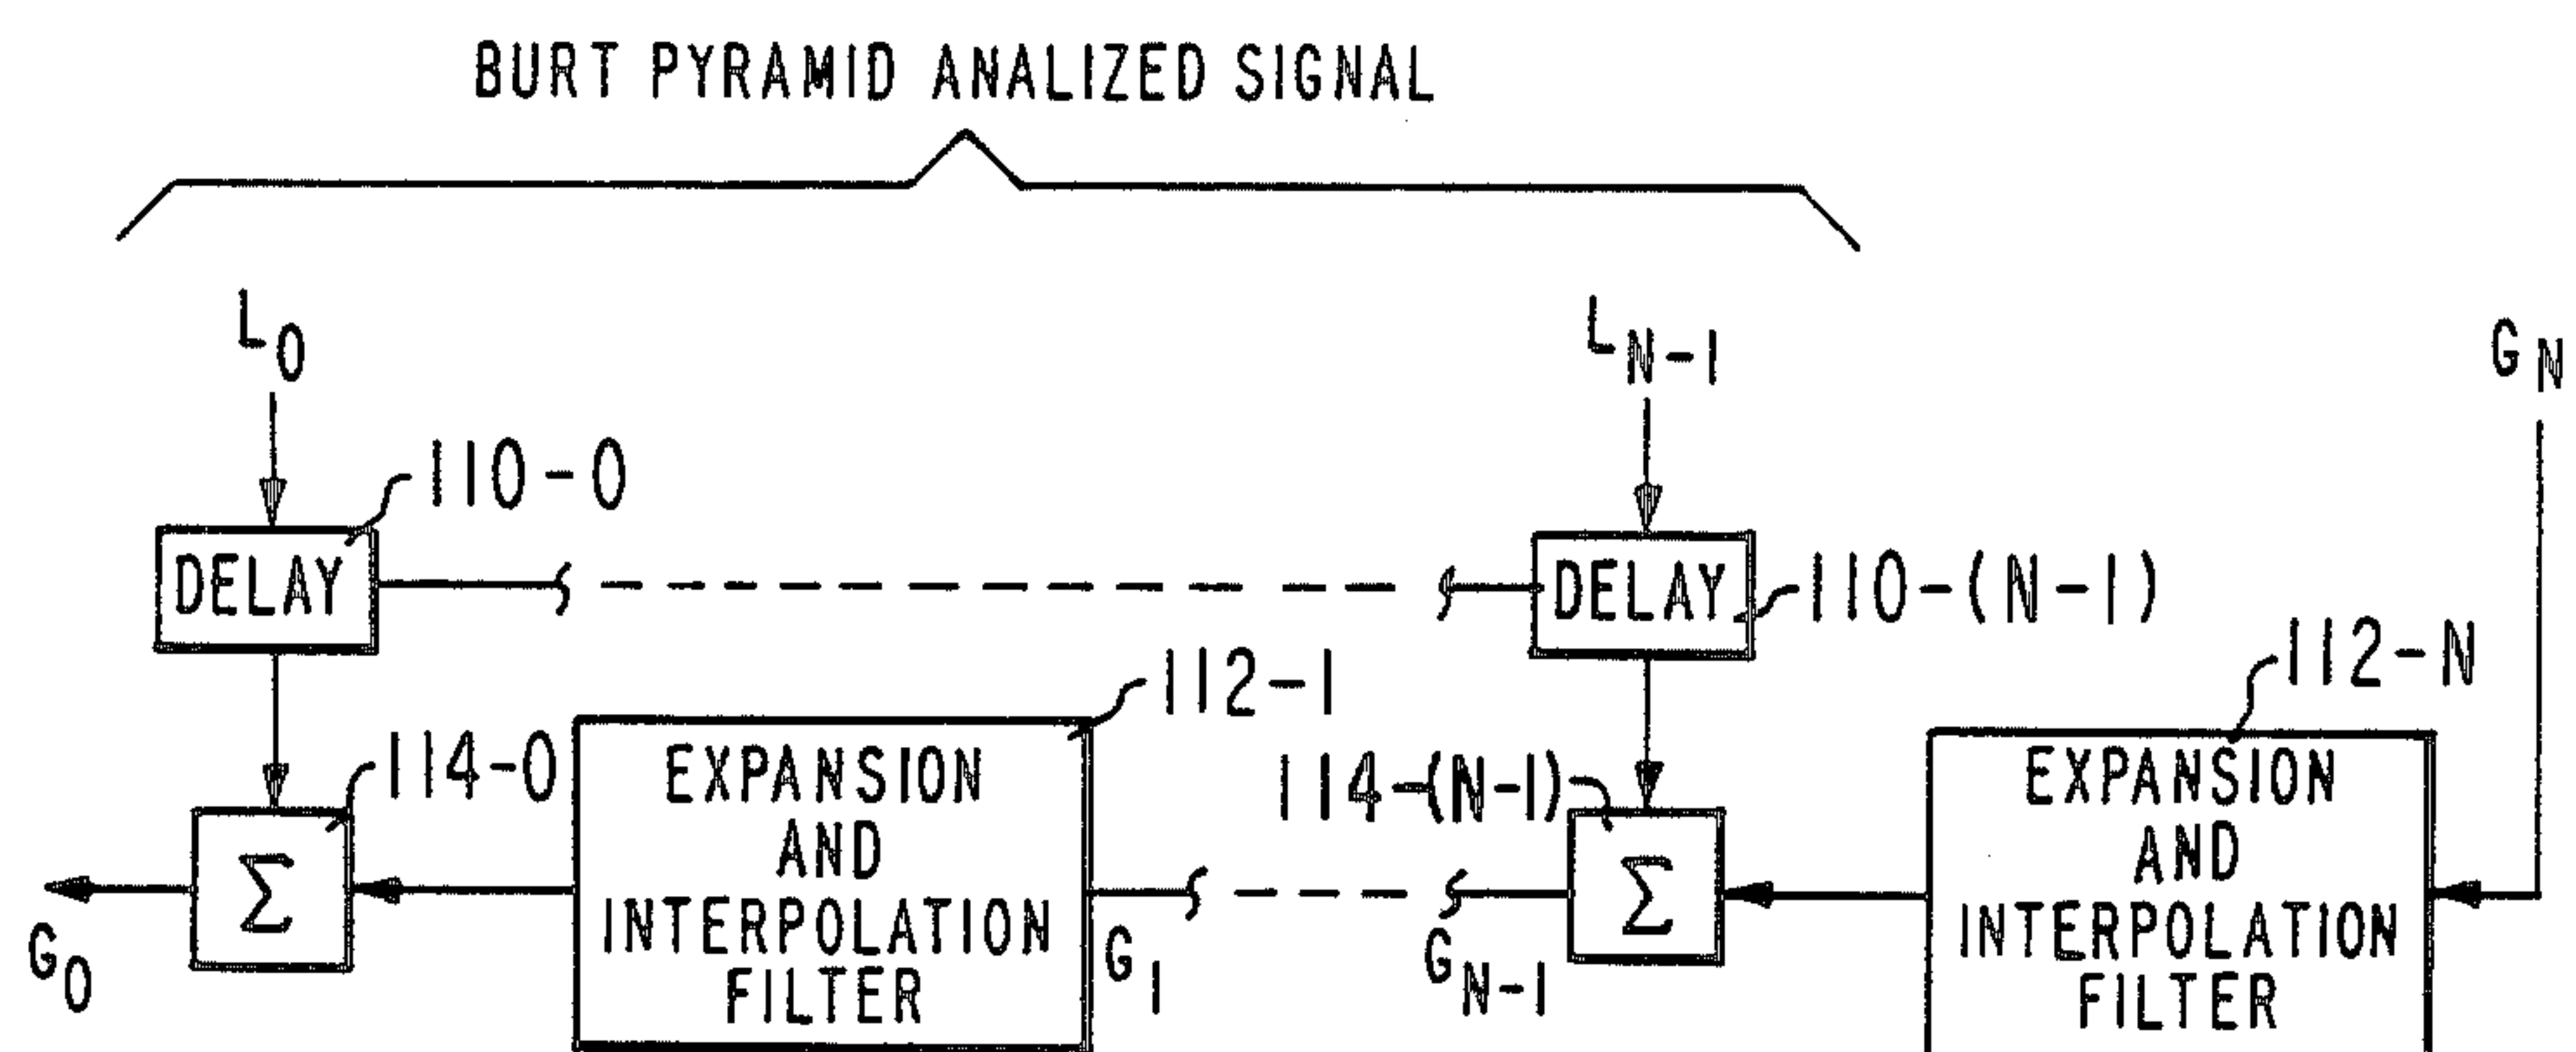 BURT PYRAMID ANALIZED SIGNAL
L0
LN-1
GN
110-0
DELAY
DELAY
110-(N-1)
112-1
112-N
114-0
114-(N-1)
EXPANSION
AND
INTERPOLATION
FILTER
EXPANSION
AND
INTERPOLATION
FILTER
Σ
Σ
G0
G1
GN-1